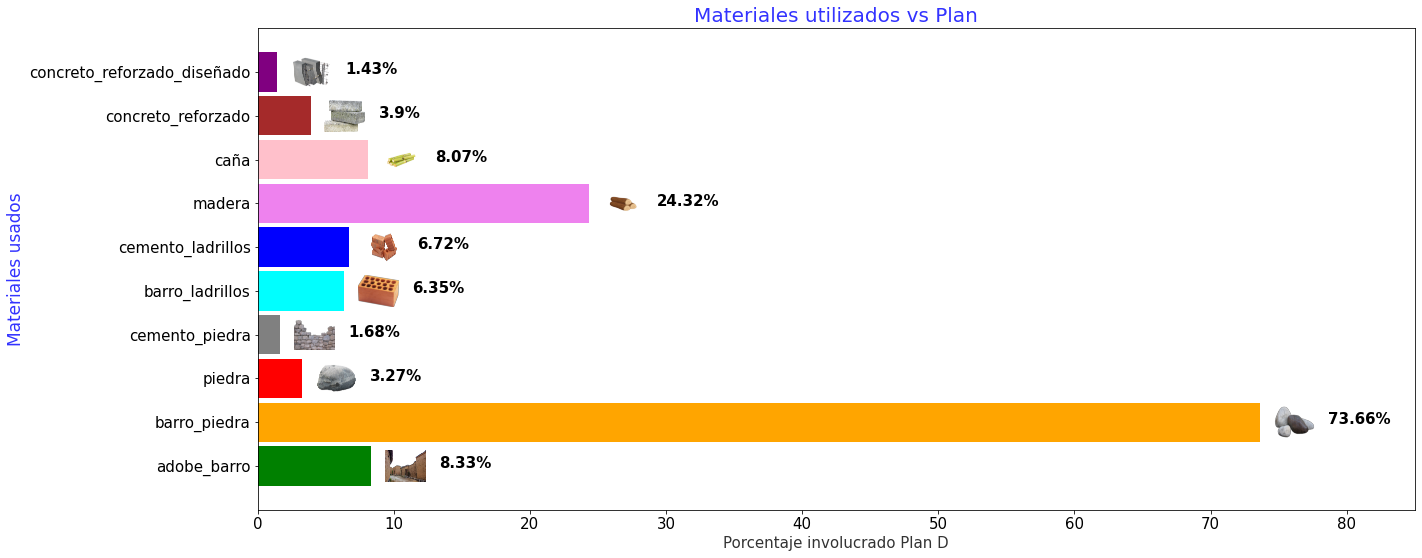 Materiales utilizados vs Plan
Materiales usados
concreto_reforzado_diseñado 1.43%
concreto_reforzado 3.9%
caña 8.07%
madera 24.32%
cemento_ladrillos 6.72%
barro_ladrillos 6.35%
cemento_piedra 1.68%
piedra 3.27%
barro_piedra 73.66%
adobe_barro 8.33%
0 10 20 30 40 50 60 70 80
Porcentaje involucrado Plan D